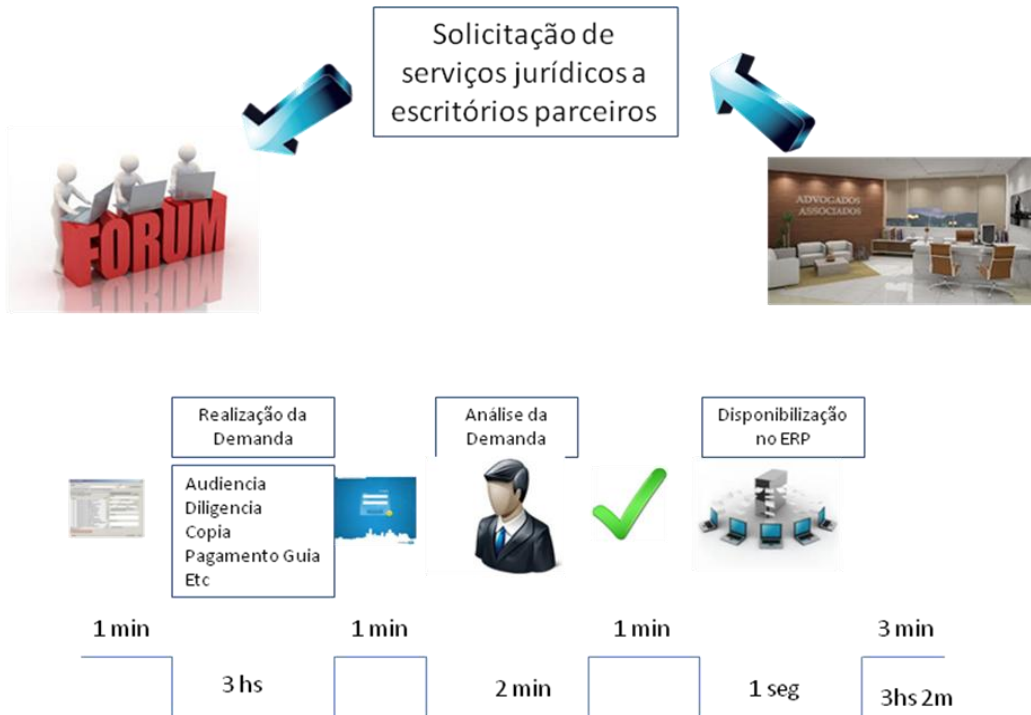 Solicitação de
serviços jurídicos a
escritórios parceiros
FORUM
ADVOGADOS
ASSOCIADOS
Realização da
Demanda
Análise da
Demanda
Disponibilização
no ERP
Audiencia
Diligencia
Copia
Pagamento Guia
Etc
1 min
1 min
1 min
3 min
3 hs
2 min
1 seg
3hs 2m